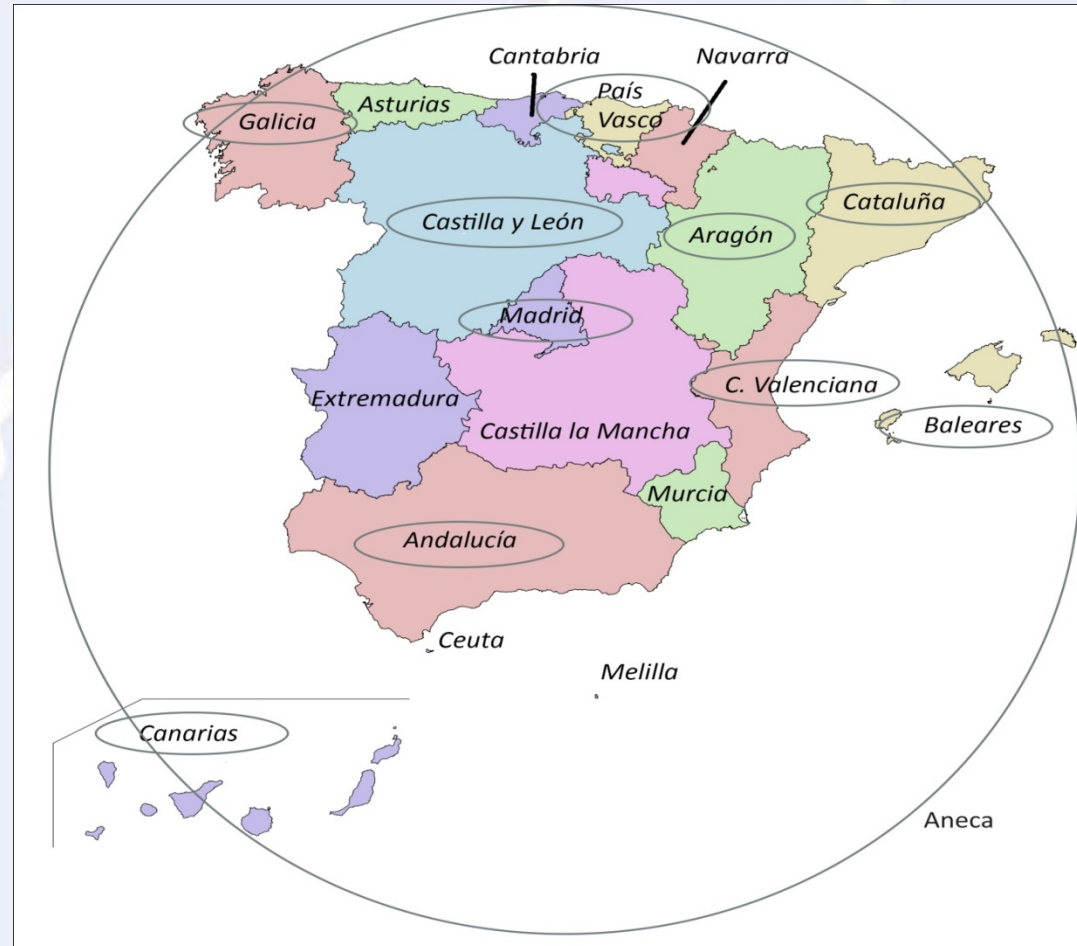 Cantabria
Navarra
País
Vasco
Asturias
Galicia
Cataluña
Castilla y León
Aragón
Madrid
C. Valenciana
Extremadura
Baleares
Castilla la Mancha
Murcia
Andalucía
Ceuta
Melilla
Canarias
Aneca